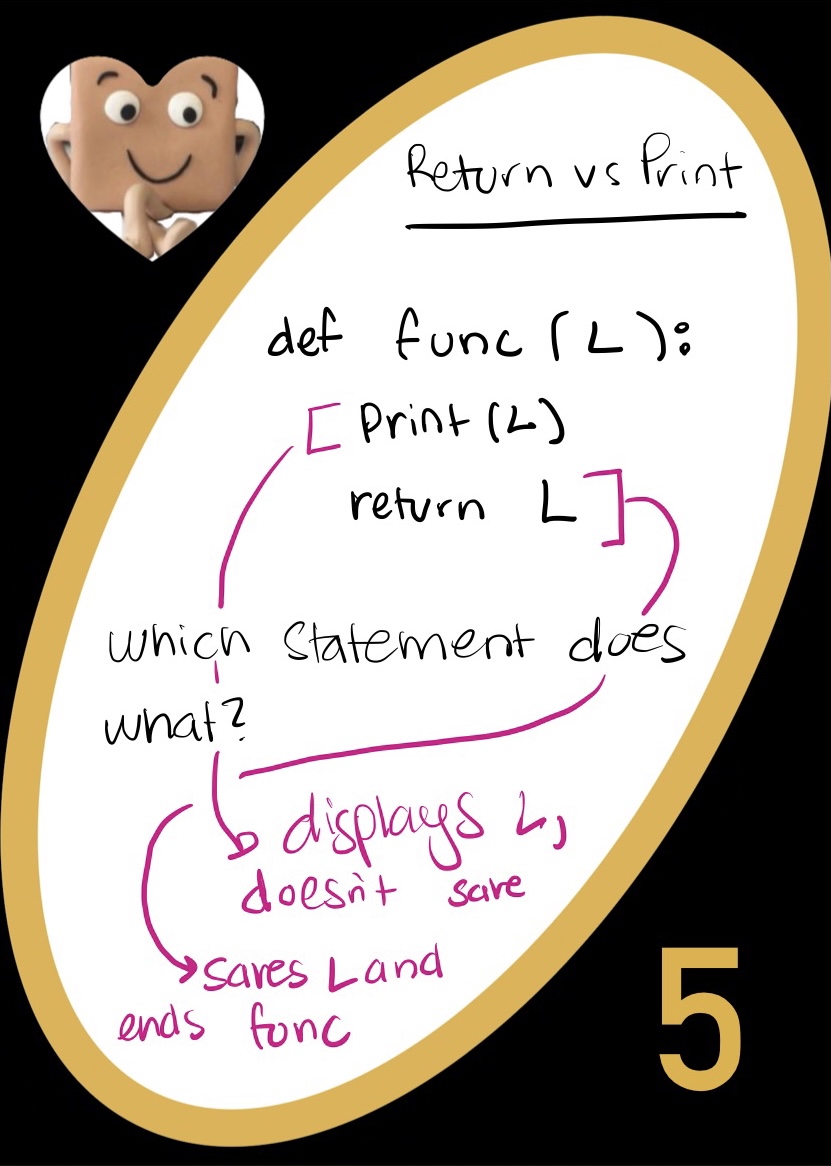 Return vs Print
def func (L):
Print (L)
return L
which statement does
what?
displays L,
doesn't save
saves L and
ends func
5